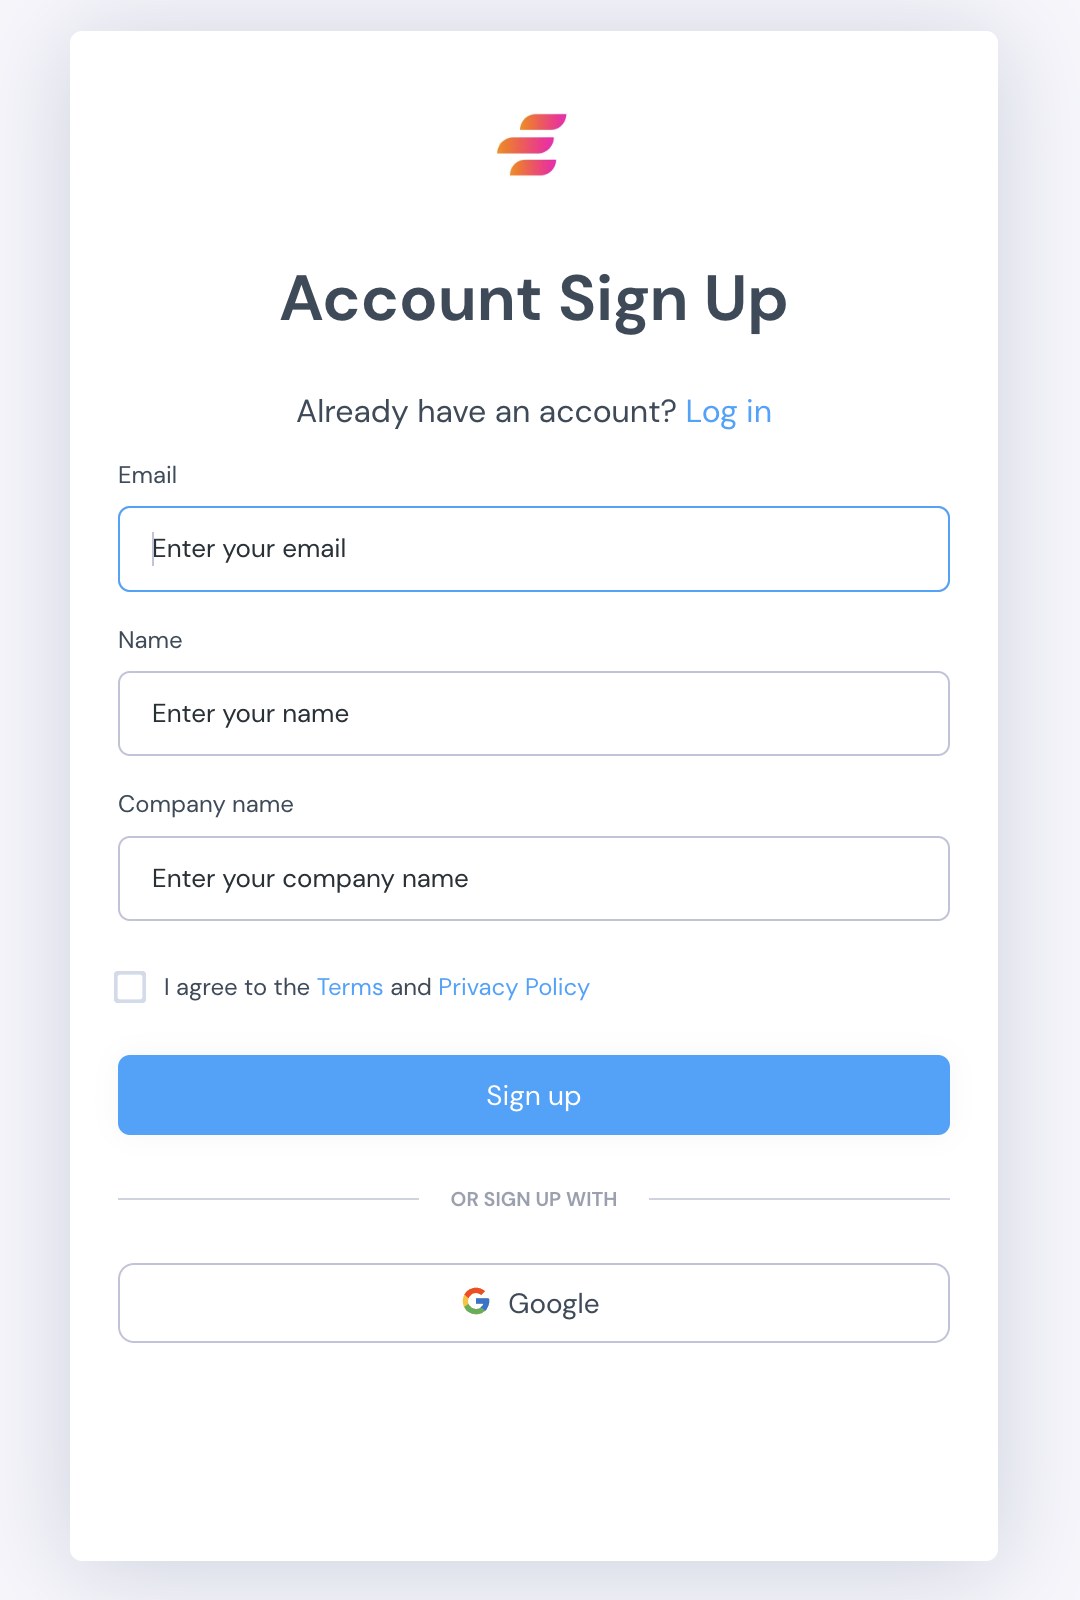 Account Sign Up
Already have an account? Log in
Email
Enter your email
Name
Enter your name
Company name
Enter your company name
I agree to the Terms and Privacy Policy
Sign up
OR SIGN UP WITH
Google